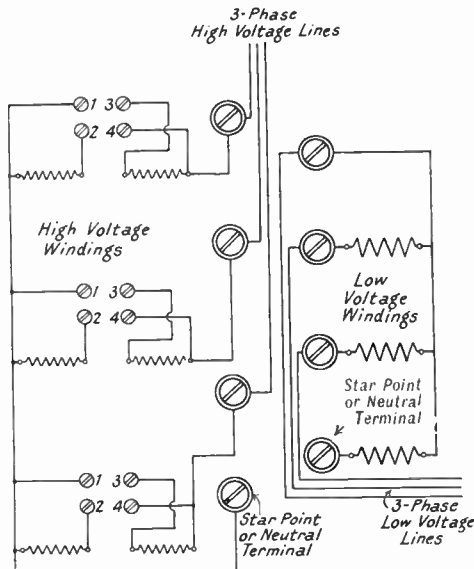 3-Phase
High Voltage Lines
1 3
2 4
High Voltage
Windings
1 3
2 4
Low
Voltage
Windings
Star Point
or Neutral
Terminal
1 3
2 4
Star Point
or Neutral
Terminal
3-Phase
Low Voltage
Lines